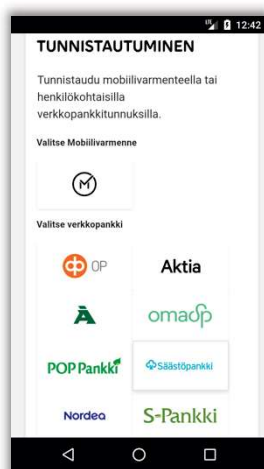 12:42
TUNNISTAUTUMINEN
Tunnistaudu mobiilivarmenteella tai
henkilökohtaisilla
verkkopankkitunnuksilla.
Valitse Mobiilivarmenne
M
Valitse verkkopankki
OP Aktia
Å omasp
POP Pankki Säästöpankki
Nordea S-Pankki